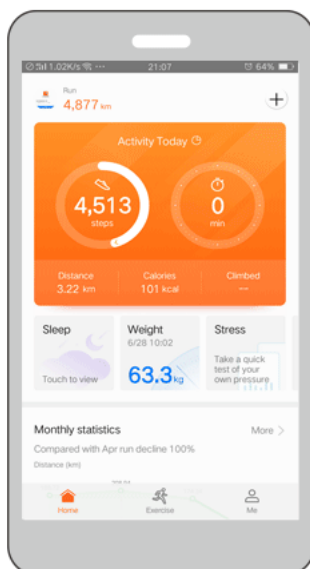 1.02K/s ··· 21:07 64%
Run
4,877 km
Activity Today
4,513
steps
0
min
Distance Calories Climbed
3.22 km 101 kcal --
Sleep
Touch to view
Weight
6/28 10:02
63.3kg
Stress
Take a quick
test of your
own pressure
Monthly statistics More >
Compared with Apr run decline 100%
Distance (km)
Home Exercise Me